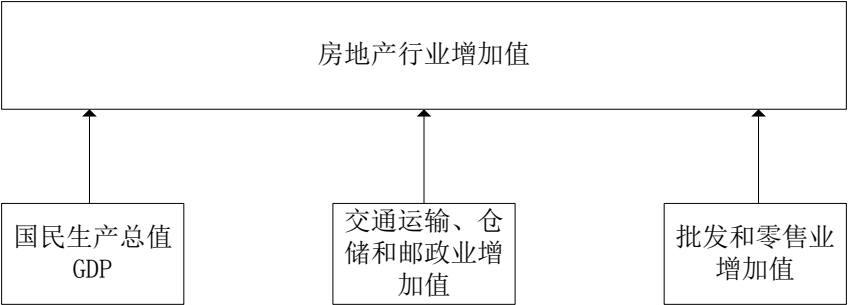 房地产行业增加值
国民生产总值
GDP
交通运输、仓
储和邮政业增
加值
批发和零售业
增加值